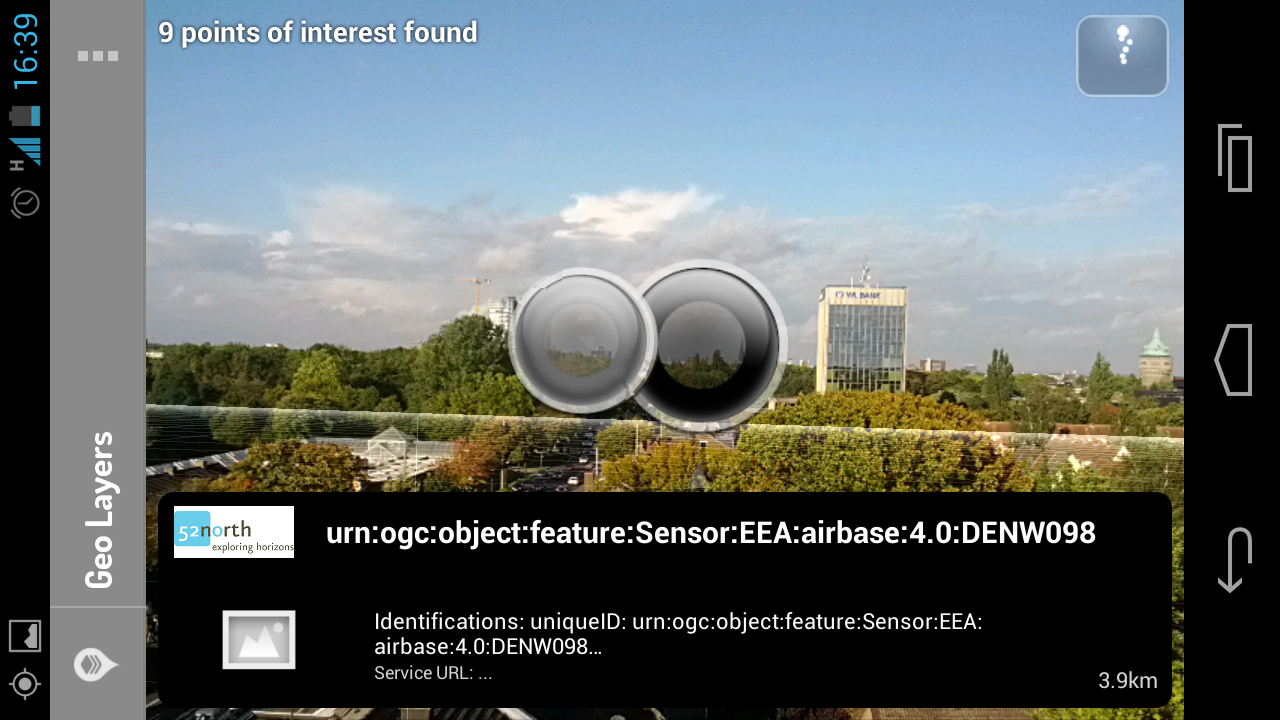 16:39
H
Geo Layers
9 points of interest found
WL BANK
52north
exploring horizons
urn:ogc:object:feature:Sensor:EEA:airbase:4.0:DENW098
Identifications: uniqueID: urn:ogc:object:feature:Sensor:EEA:
airbase:4.0:DENW098...
Service URL: ...
3.9km